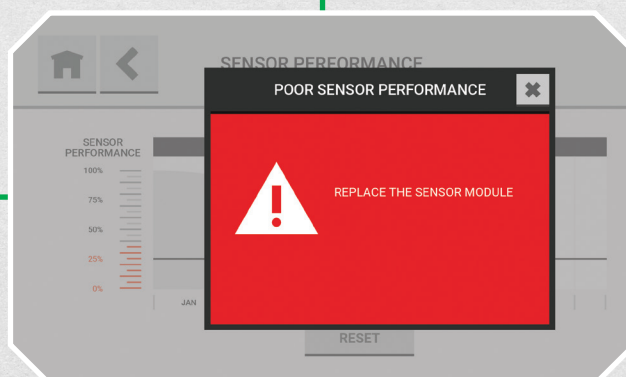 SENSOR PERFORMANCE
POOR SENSOR PERFORMANCE
REPLACE THE SENSOR MODULE
SENSOR
PERFORMANCE
100%
75%
50%
25%
0%
JAN
RESET